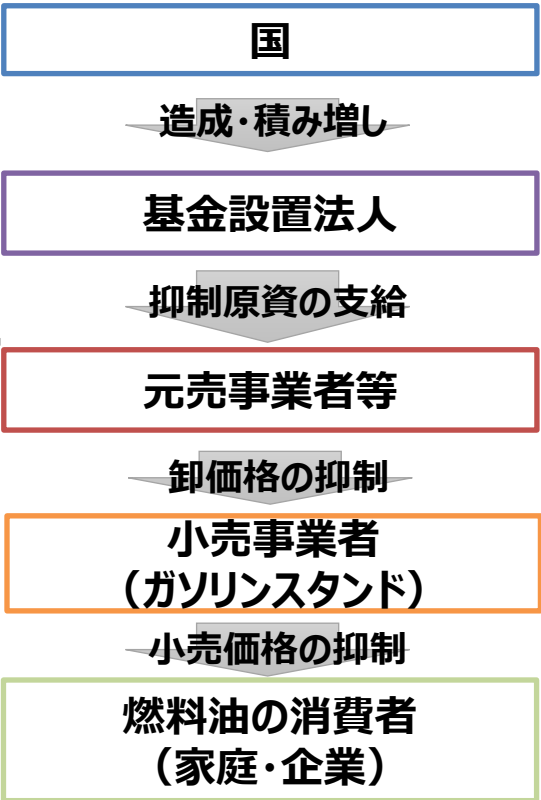 国
造成・積み増し
基金設置法人
抑制原資の支給
元売事業者等
卸価格の抑制
小売事業者
（ガソリンスタンド）
小売価格の抑制
燃料油の消費者
（家庭・企業）